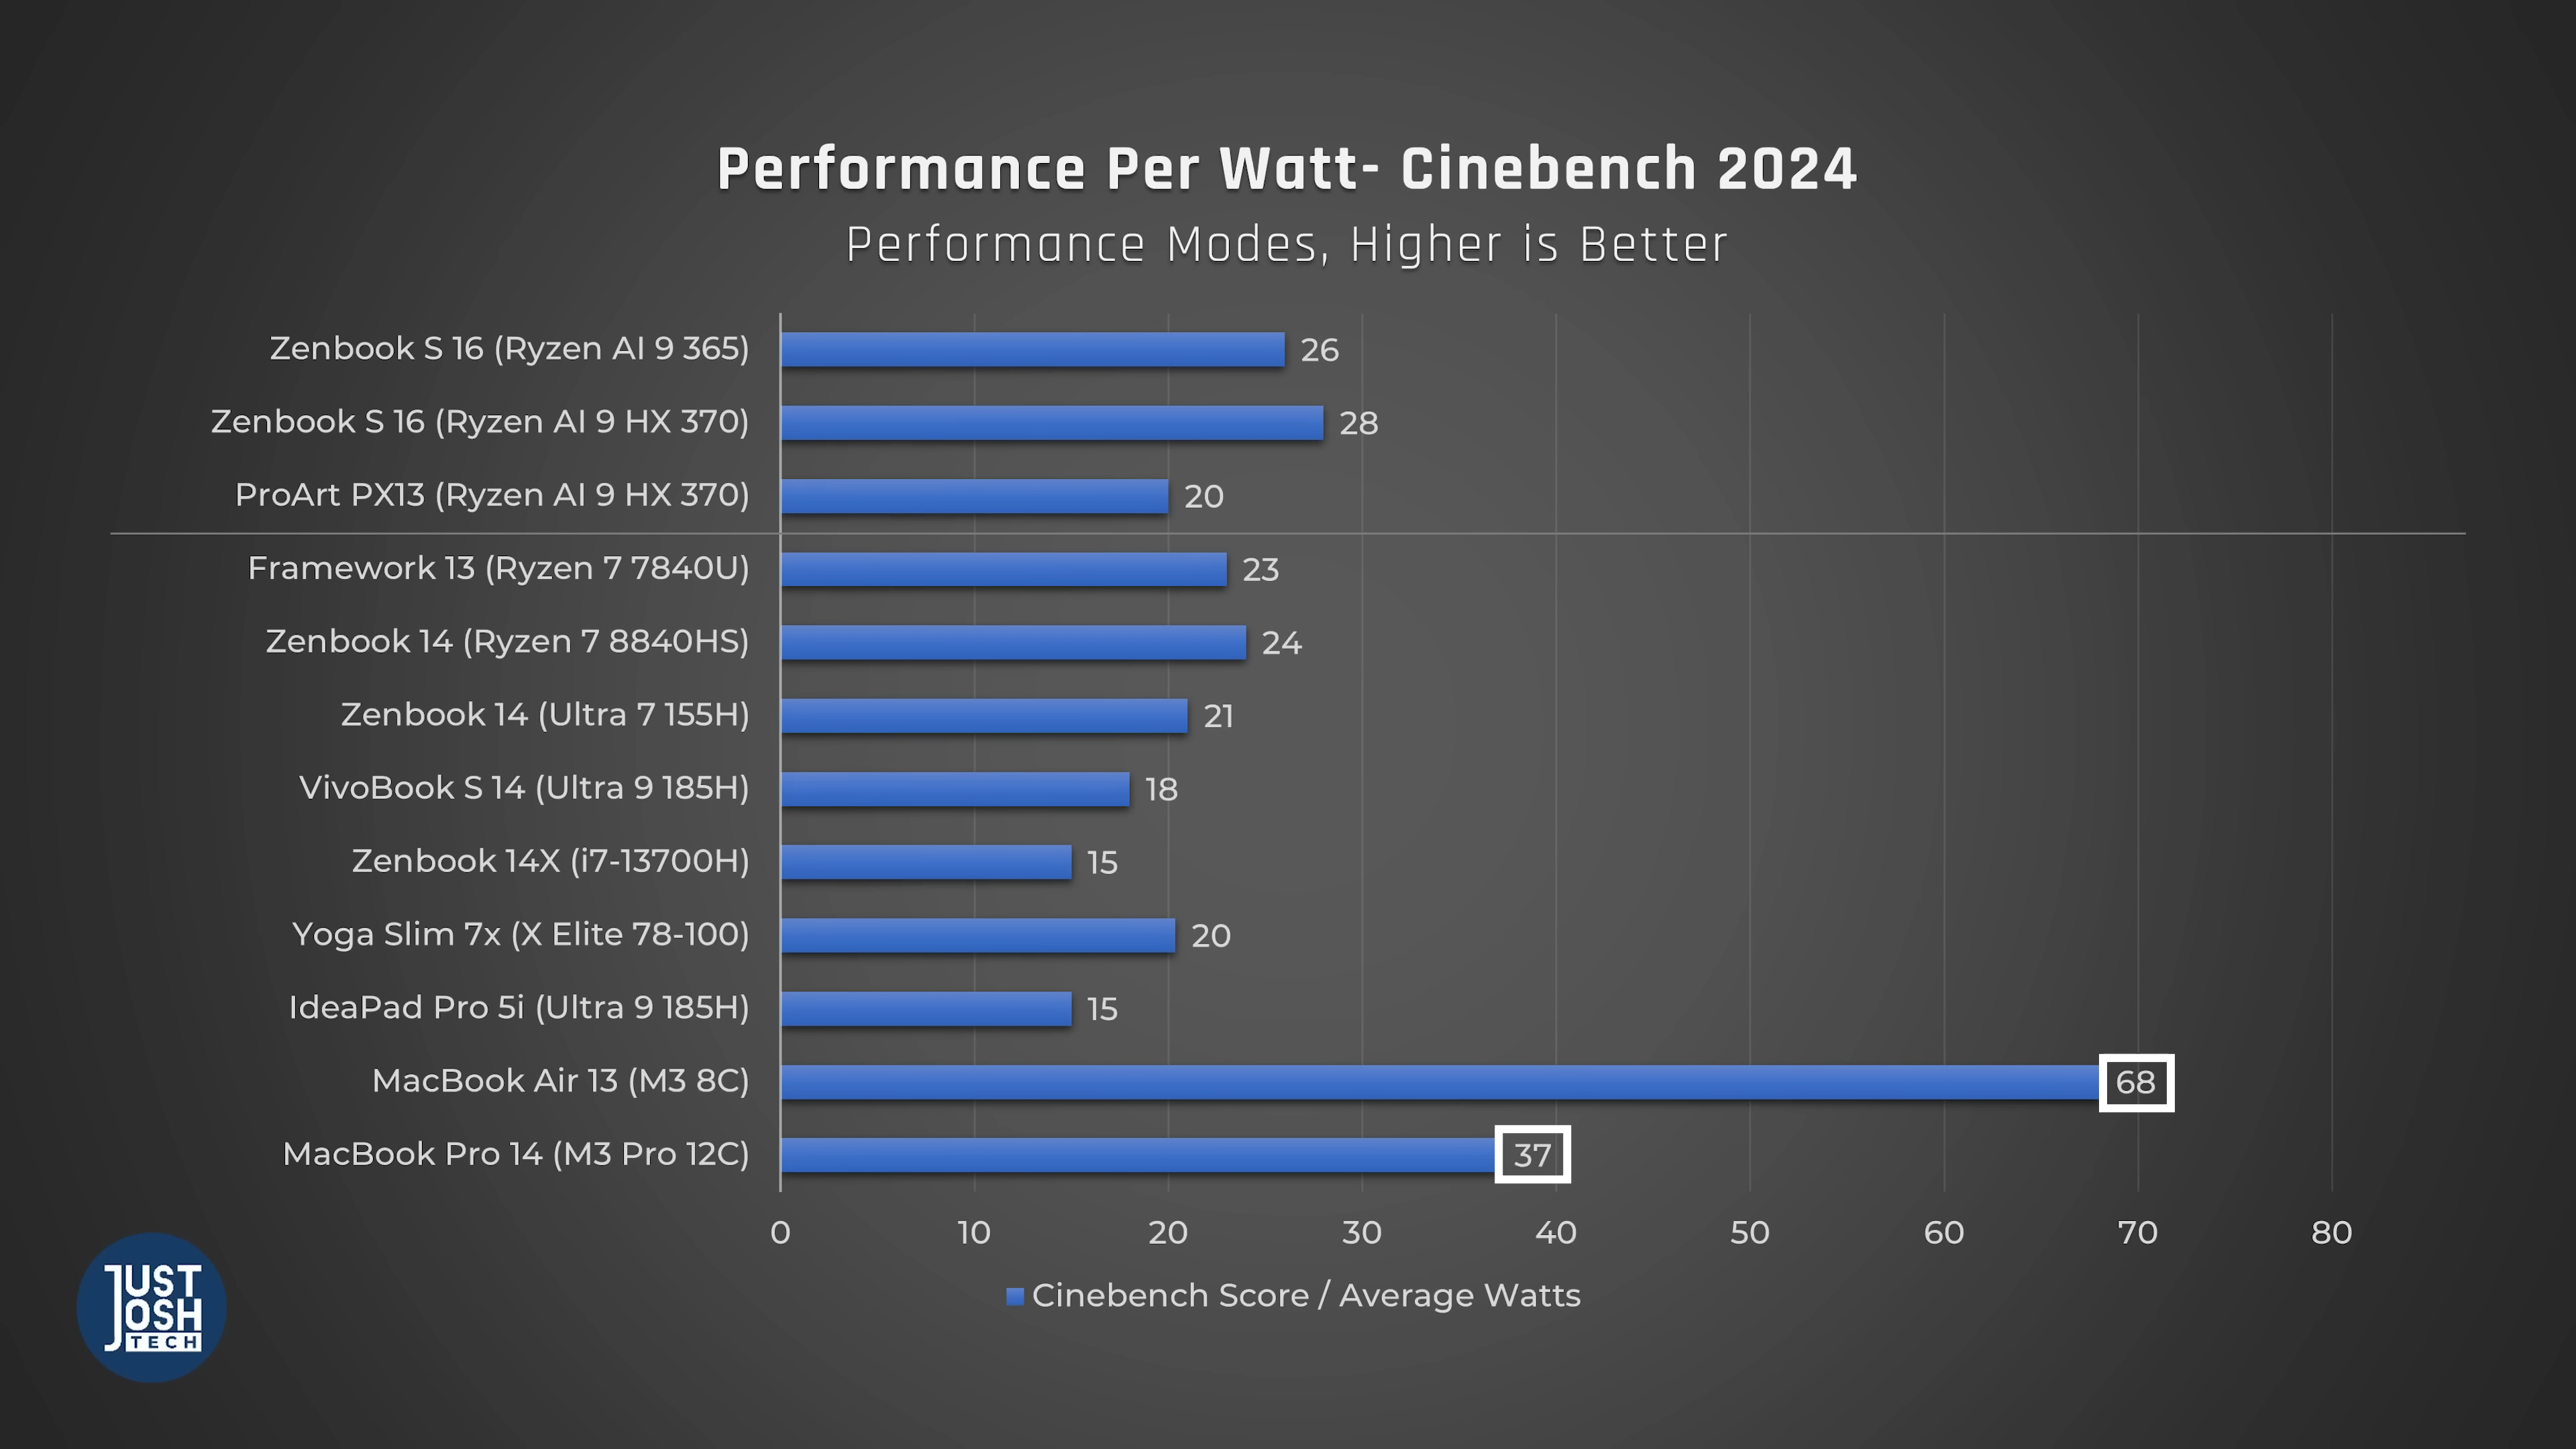 Performance Per Watt- Cinebench 2024
Performance Modes, Higher is Better
Zenbook S 16 (Ryzen AI 9 365) 26
Zenbook S 16 (Ryzen AI 9 HX 370) 28
ProArt PX13 (Ryzen AI 9 HX 370) 20
Framework 13 (Ryzen 7 7840U) 23
Zenbook 14 (Ryzen 7 8840HS) 24
Zenbook 14 (Ultra 7 155H) 21
VivoBook S 14 (Ultra 9 185H) 18
Zenbook 14X (i7-13700H) 15
Yoga Slim 7x (X Elite 78-100) 20
IdeaPad Pro 5i (Ultra 9 185H) 15
MacBook Air 13 (M3 8C) 68
MacBook Pro 14 (M3 Pro 12C) 37
0 10 20 30 40 50 60 70 80
Cinebench Score / Average Watts
JUST
JOSH
TECH